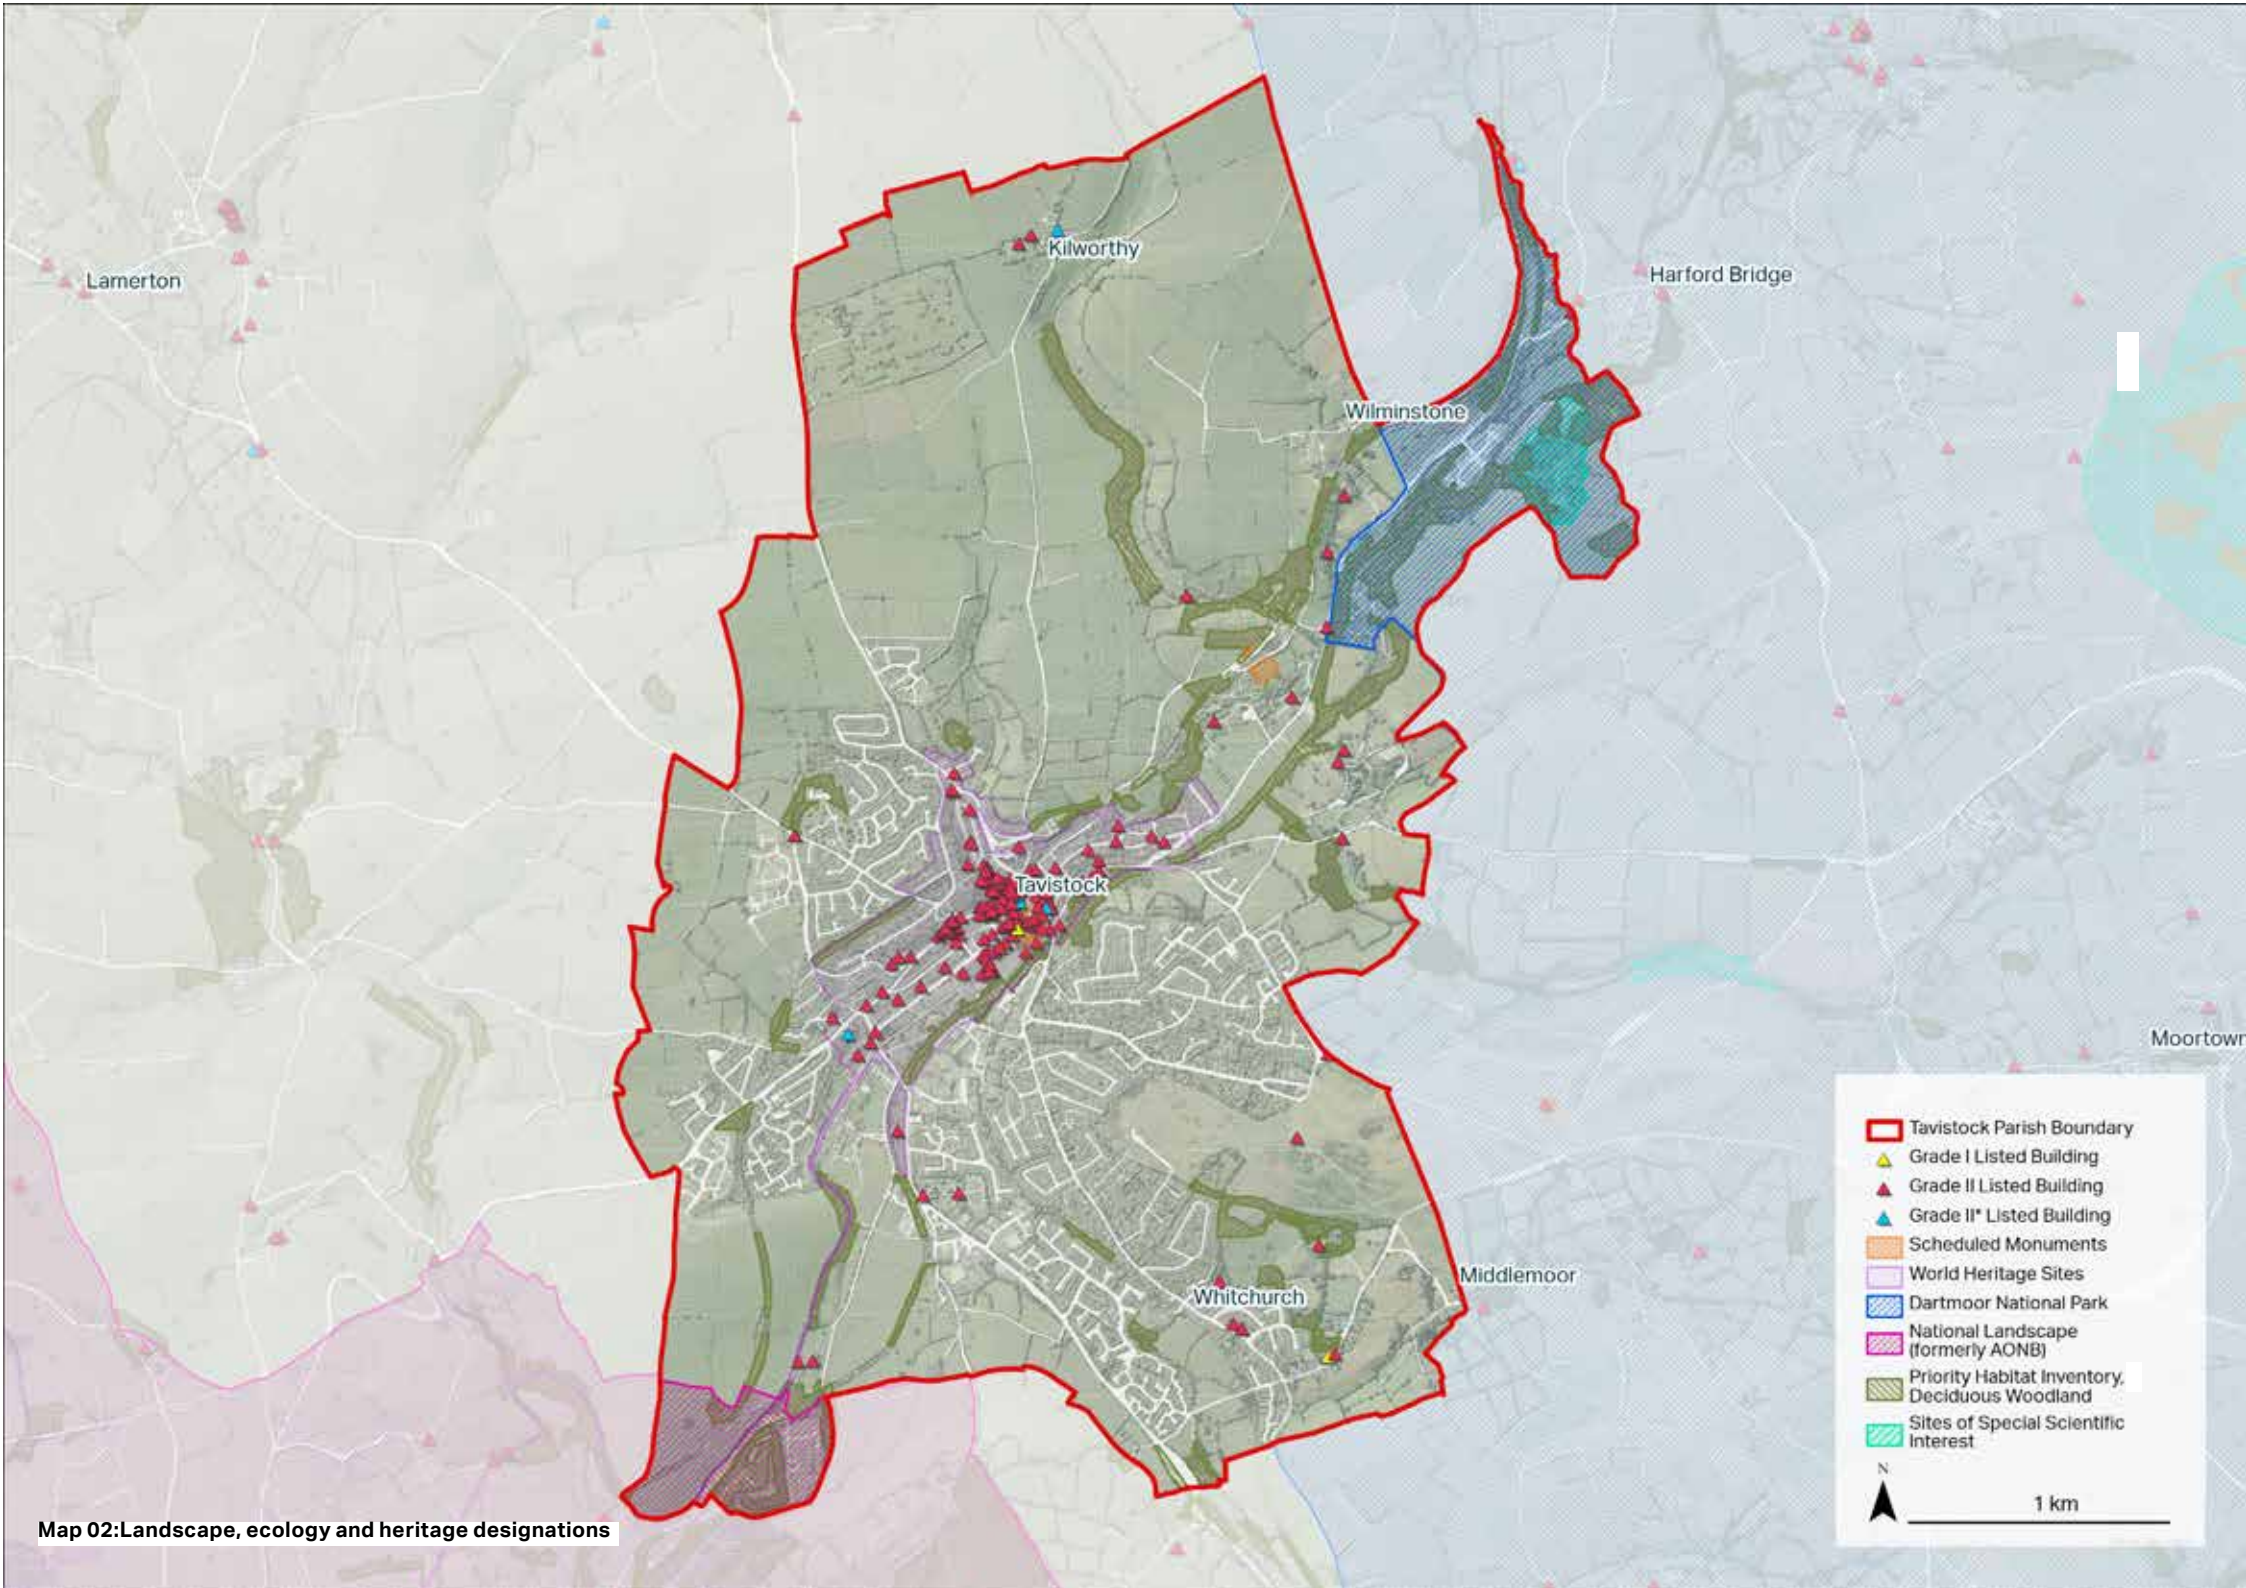 Kilworthy
Lamerton
Harford Bridge
Wilminstone
Tavistock
Moortown
Middlemoor
Whitchurch
Tavistock Parish Boundary
Grade I Listed Building
Grade II Listed Building
Grade II* Listed Building
Scheduled Monuments
World Heritage Sites
Dartmoor National Park
National Landscape
(formerly AONB)
Priority Habitat Inventory,
Deciduous Woodland
Sites of Special Scientific
Interest
N
1 km
Map 02:Landscape, ecology and heritage designations